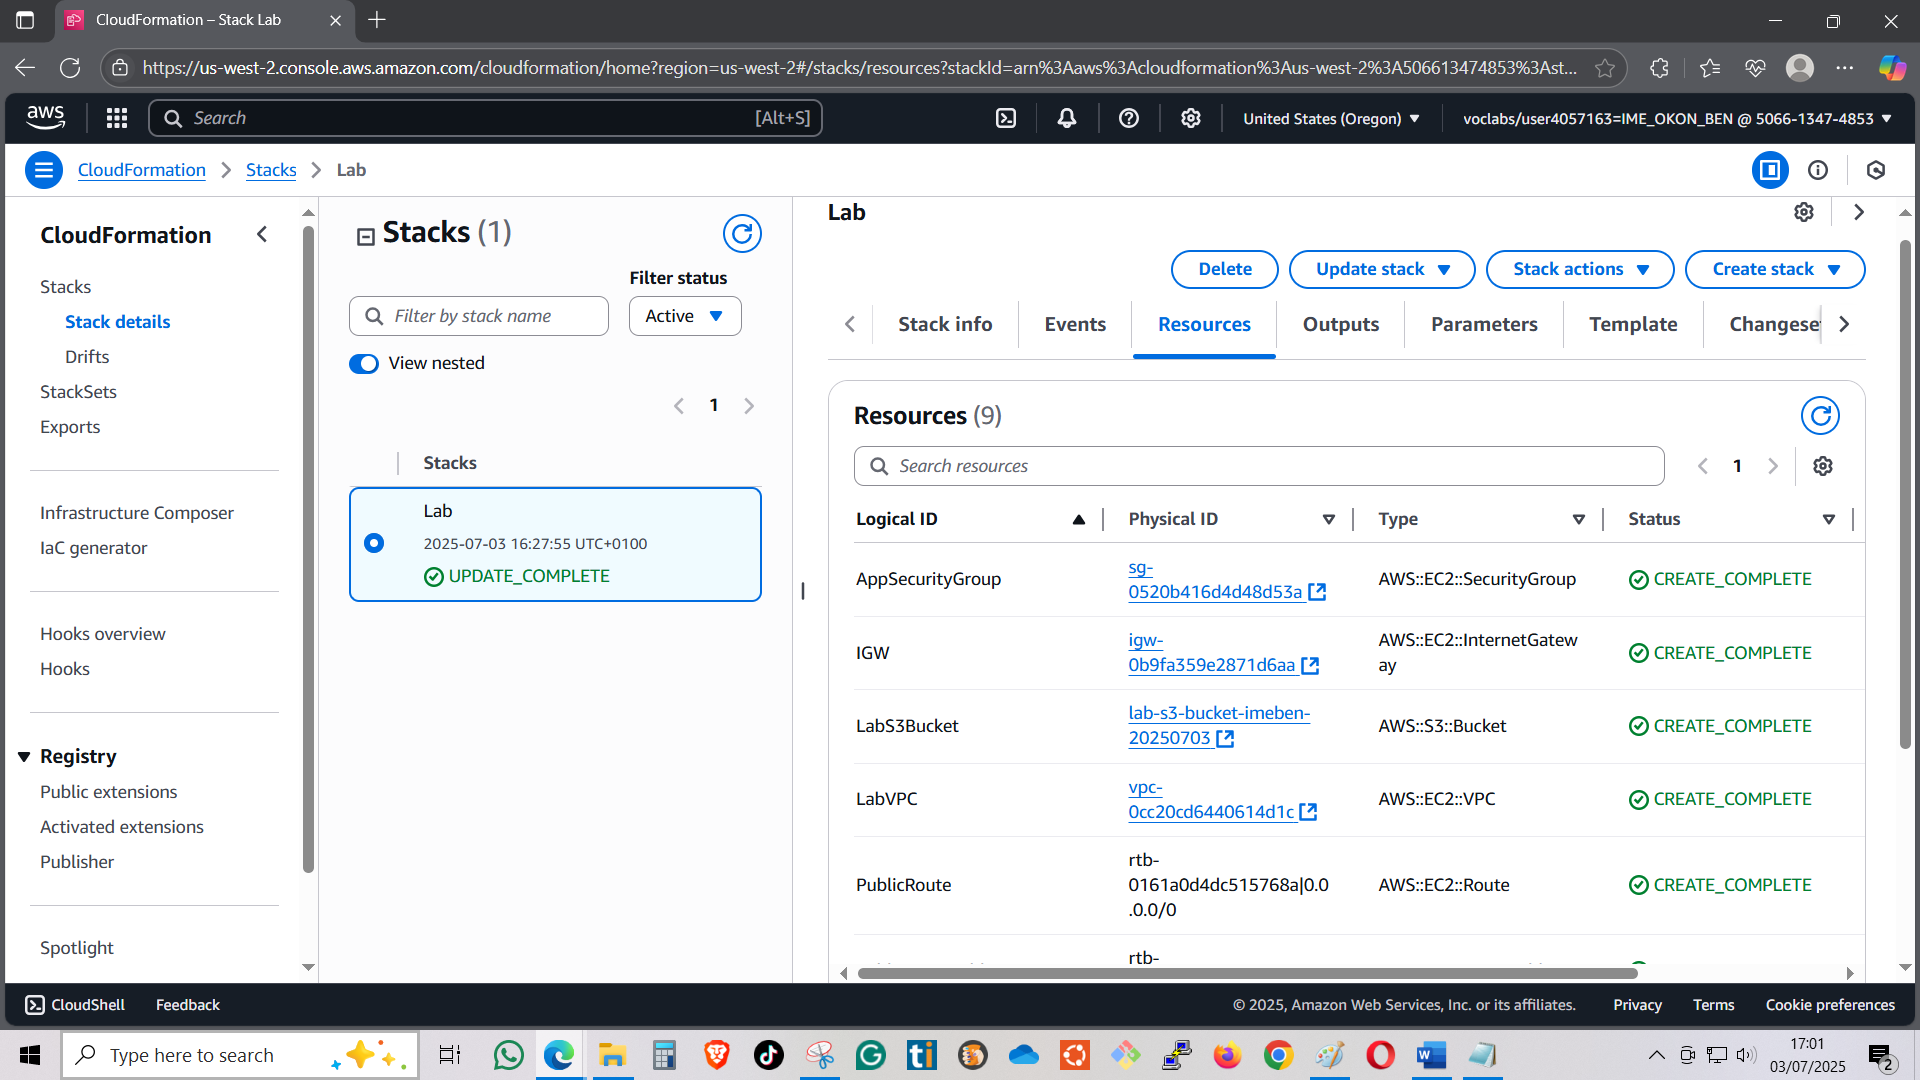 CloudFormation – Stack Lab
https://us-west-2.console.aws.amazon.com/cloudformation/home?region=us-west-2#/stacks/resources?stackId=arn%3Aaws%3Acloudformation%3Aus-west-2%3A506613474853%3Ast...
aws
Search
[Alt+S]
United States (Oregon)
voclabs/user4057163=IME_OKON_BEN @ 5066-1347-4853
CloudFormation
Stacks
Lab
CloudFormation
Stacks
Stack details
Drifts
StackSets
Exports
Infrastructure Composer
IaC generator
Hooks overview
Hooks
Registry
Public extensions
Activated extensions
Publisher
Spotlight
Stacks (1)
Filter status
Filter by stack name
Active
View nested
1
Stacks
Lab
2025-07-03 16:27:55 UTC+0100
UPDATE_COMPLETE
Lab
Delete
Update stack
Stack actions
Create stack
Stack info
Events
Resources
Outputs
Parameters
Template
Changese
Resources (9)
Search resources
1
Logical ID
Physical ID
Type
Status
AppSecurityGroup
sg-
0520b416d4d48d53a
AWS::EC2::SecurityGroup
CREATE_COMPLETE
IGW
igw-
0b9fa359e2871d6aa
AWS::EC2::InternetGatew
ay
CREATE_COMPLETE
LabS3Bucket
lab-s3-bucket-imeben-
20250703
AWS::S3::Bucket
CREATE_COMPLETE
LabVPC
vpc-
0cc20cd6440614d1c
AWS::EC2::VPC
CREATE_COMPLETE
PublicRoute
rtb-
0161a0d4dc515768a|0.0
.0.0/0
AWS::EC2::Route
CREATE_COMPLETE
rtb-
CloudShell
Feedback
© 2025, Amazon Web Services, Inc. or its affiliates.
Privacy
Terms
Cookie preferences
Type here to search
17:01
03/07/2025
2